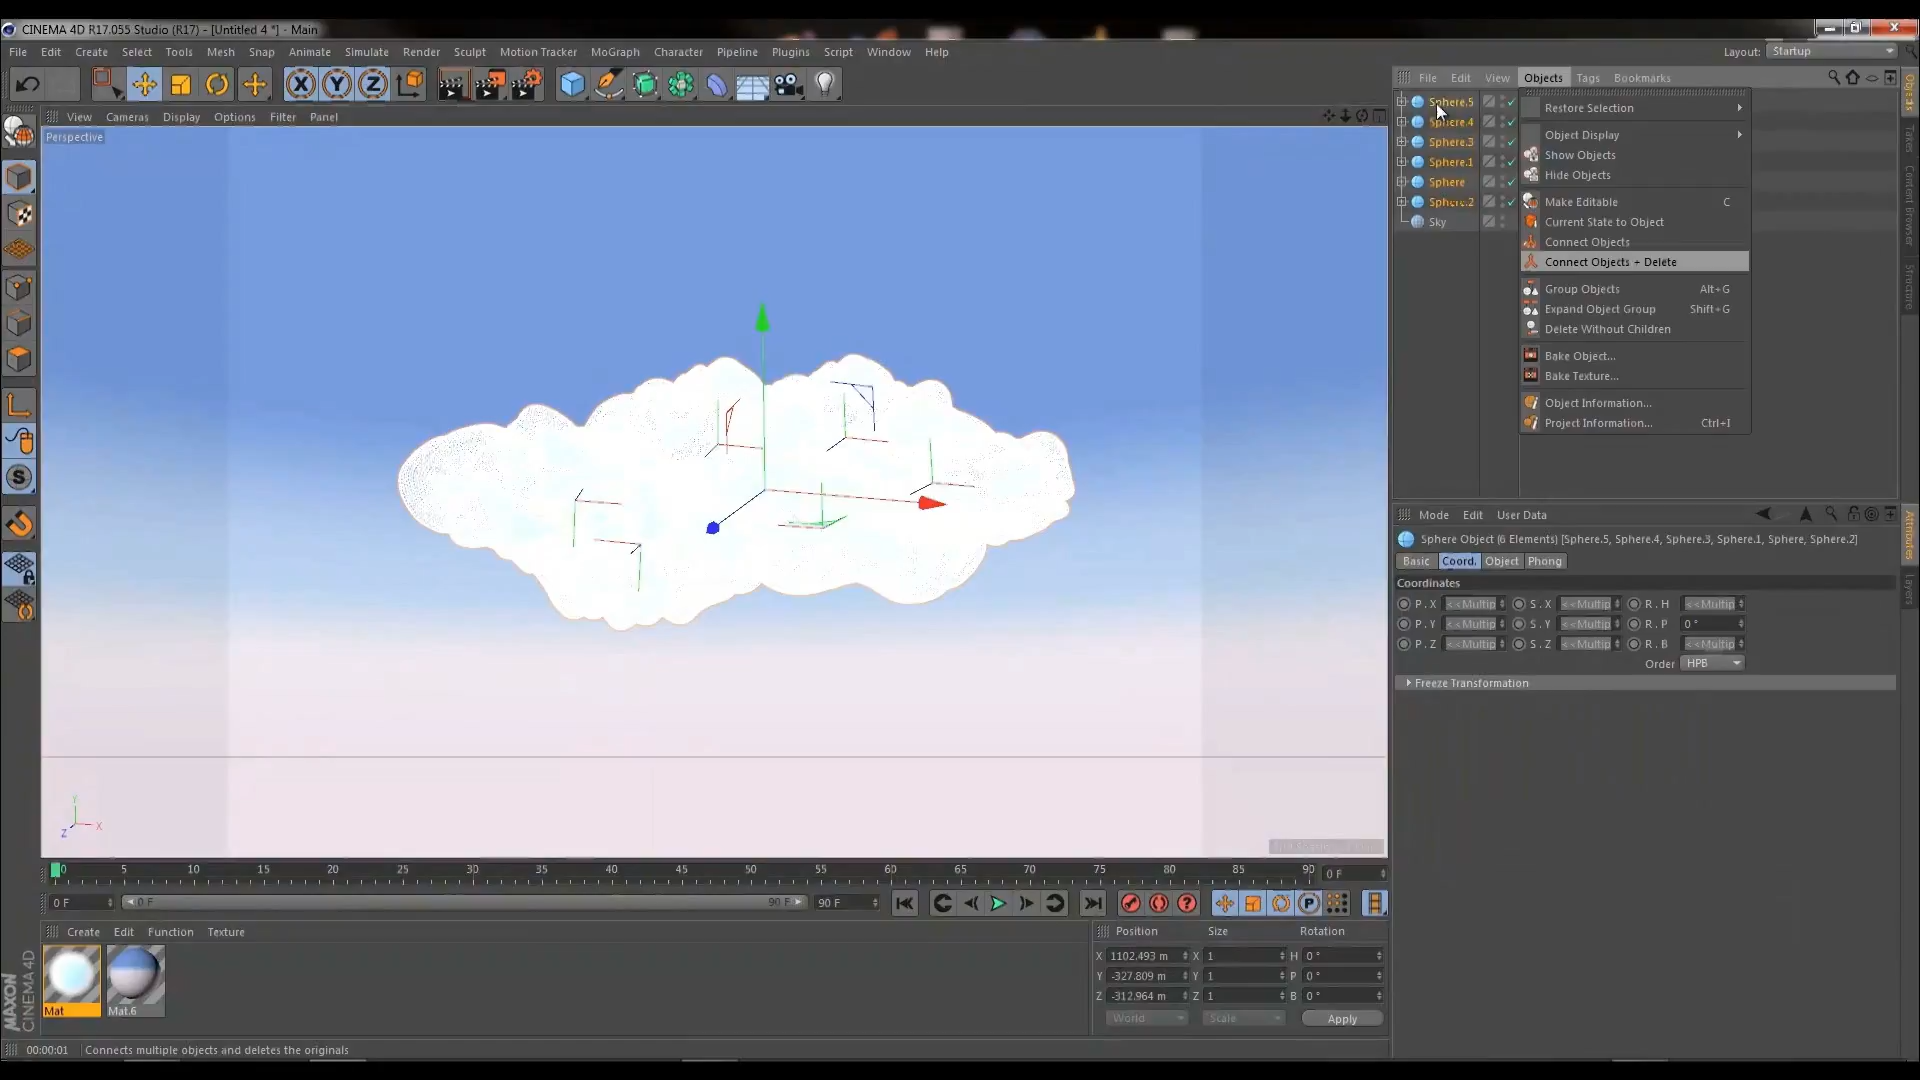 CINEMA 4D R17.055 Studio (R17) - [Untitled 4 *] - Main
File Edit Create Select Tools Mesh Snap Animate Simulate Render Sculpt Motion Tracker MoGraph Character Pipeline Plugins Script Window Help
Layout: Startup
File Edit View Objects Tags Bookmarks
View Cameras Display Options Filter Panel
Perspective
Sphere.5
Sphere.4
Sphere.3
Sphere.1
Sphere
Sphere.2
Sky
Restore Selection
Object Display
Show Objects
Hide Objects
Make Editable C
Current State to Object
Connect Objects
Connect Objects + Delete
Group Objects Alt+G
Expand Object Group Shift+G
Delete Without Children
Bake Object...
Bake Texture...
Object Information...
Project Information... Ctrl+I
Objects
Takes
Content Browser
Structure
Mode Edit User Data
Sphere Object (6 Elements) [Sphere.5, Sphere.4, Sphere.3, Sphere.1, Sphere, Sphere.2]
Basic Coord. Object Phong
Coordinates
P . X <<Multip S . X <<Multip R . H <<Multip
P . Y <<Multip S . Y <<Multip R . P 0 °
P . Z <<Multip S . Z <<Multip R . B <<Multip
Order HPB
Freeze Transformation
Attributes
Layers
Y
Z X
0 5 10 15 20 25 30 35 40 45 50 55 60 65 70 75 80 85 90 0 F
0 F 0 F 90 F 90 F
Create Edit Function Texture
Mat Mat.6
Position Size Rotation
X 1102.493 m X 1 H 0 °
Y -327.809 m Y 1 P 0 °
Z -312.964 m Z 1 B 0 °
World Scale Apply
MAXON
CINEMA 4D
00:00:01 Connects multiple objects and deletes the originals